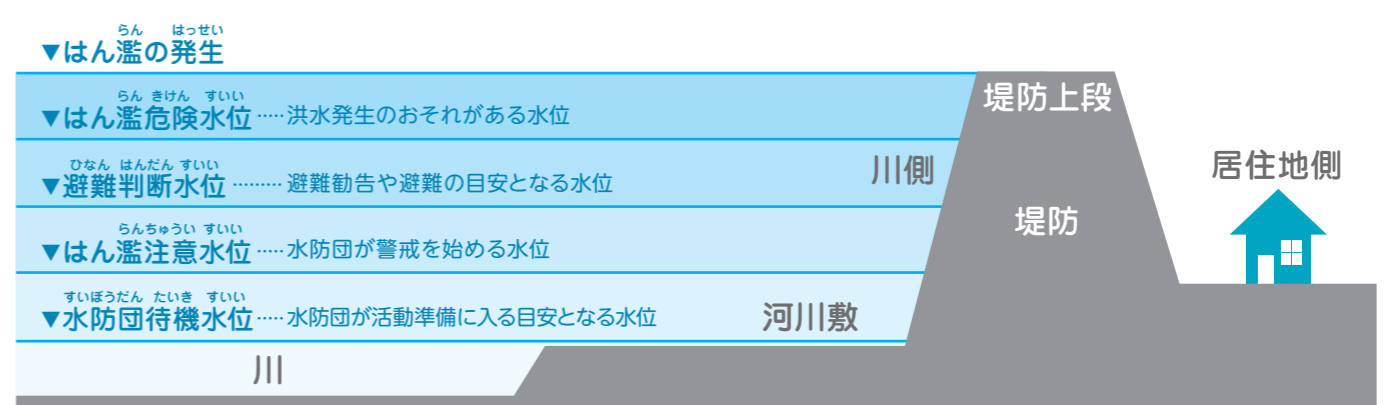 らん はっせい
▼はん濫の発生
らん きけん すいい
▼はん濫危険水位‥‥‥洪水発生のおそれがある水位
堤防上段
ひなん はんだん すいい
▼避難判断水位‥‥‥‥‥避難勧告や避難の目安となる水位
川側
居住地側
堤防
らんちゅうい すいい
▼はん濫注意水位‥‥‥水防団が警戒を始める水位
すいぼうだん たいき すいい
▼水防団待機水位‥‥‥水防団が活動準備に入る目安となる水位
河川敷
川